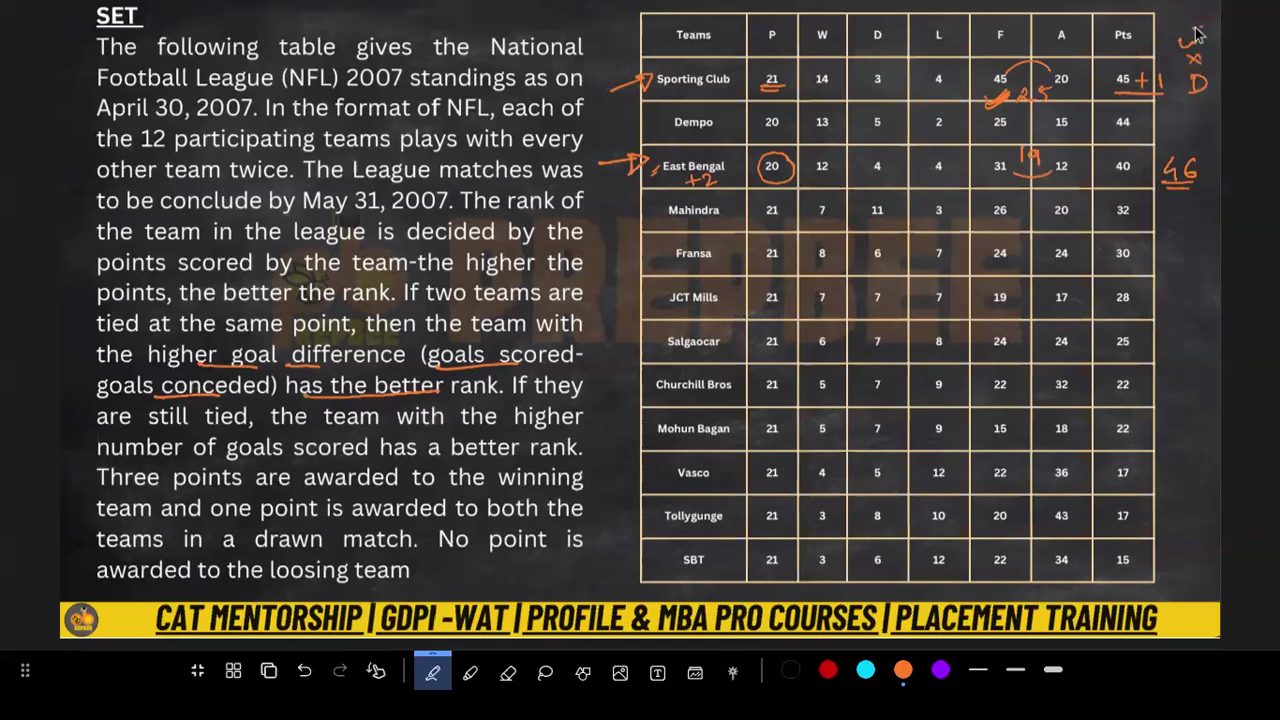 SET
The following table gives the National
Football League (NFL) 2007 standings as on
April 30, 2007. In the format of NFL, each of
the 12 participating teams plays with every
other team twice. The League matches was
to be conclude by May 31, 2007. The rank of
the team in the league is decided by the
points scored by the team-the higher the
points, the better the rank. If two teams are
tied at the same point, then the team with
the higher goal difference (goals scored-
goals conceded) has the better rank. If they
are still tied, the team with the higher
number of goals scored has a better rank.
Three points are awarded to the winning
team and one point is awarded to both the
teams in a drawn match. No point is
awarded to the loosing team
Teams P W D L F A Pts
Sporting Club 21 14 3 4 45 20 45 +1 D
25
Dempo 20 13 5 2 25 15 44
19
East Bengal 20 12 4 4 31 12 40 46
+2
Mahindra 21 7 11 3 26 20 32
Fransa 21 8 6 7 24 24 30
JCT Mills 21 7 7 7 19 17 28
Salgaocar 21 6 7 8 24 24 25
Churchill Bros 21 5 7 9 22 32 22
Mohun Bagan 21 5 7 9 15 18 22
Vasco 21 4 5 12 22 36 17
Tollygunge 21 3 8 10 20 43 17
SBT 21 3 6 12 22 34 15
PREPBEE
CAT MENTORSHIP | GDPI -WAT | PROFILE & MBA PRO COURSES | PLACEMENT TRAINING